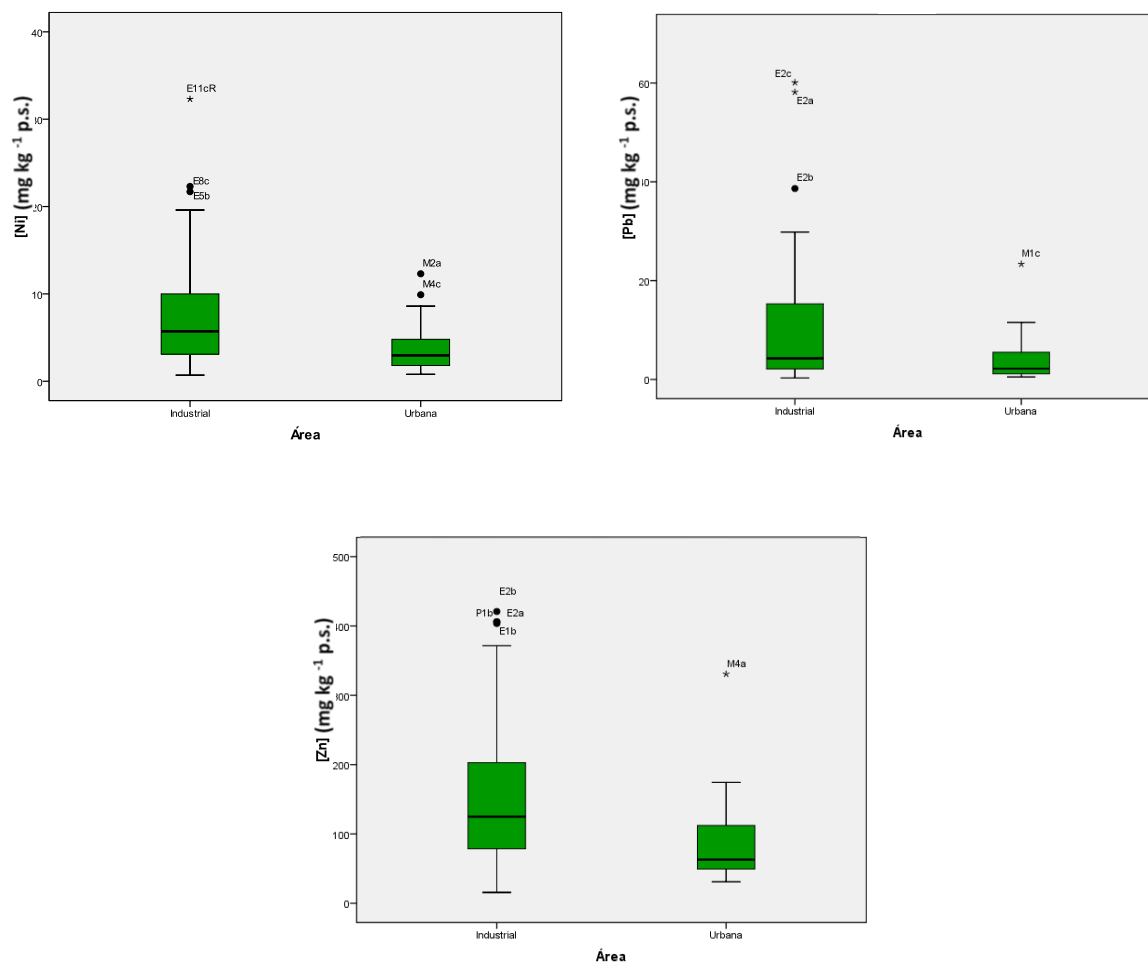 40
E11cR
E8c
E5b
20
M2a
M4c
10
0
[Ni] (mg kg -1 p.s.)
Industrial
Urbana
Área
60
E2c
E2a
E2b
M1c
20
0
[Pb] (mg kg -1 p.s.)
Industrial
Urbana
Área
500
E2b
P1b
E2a
E1b
M4a
200
100
0
[Zn] (mg kg -1 p.s.)
Industrial
Urbana
Área